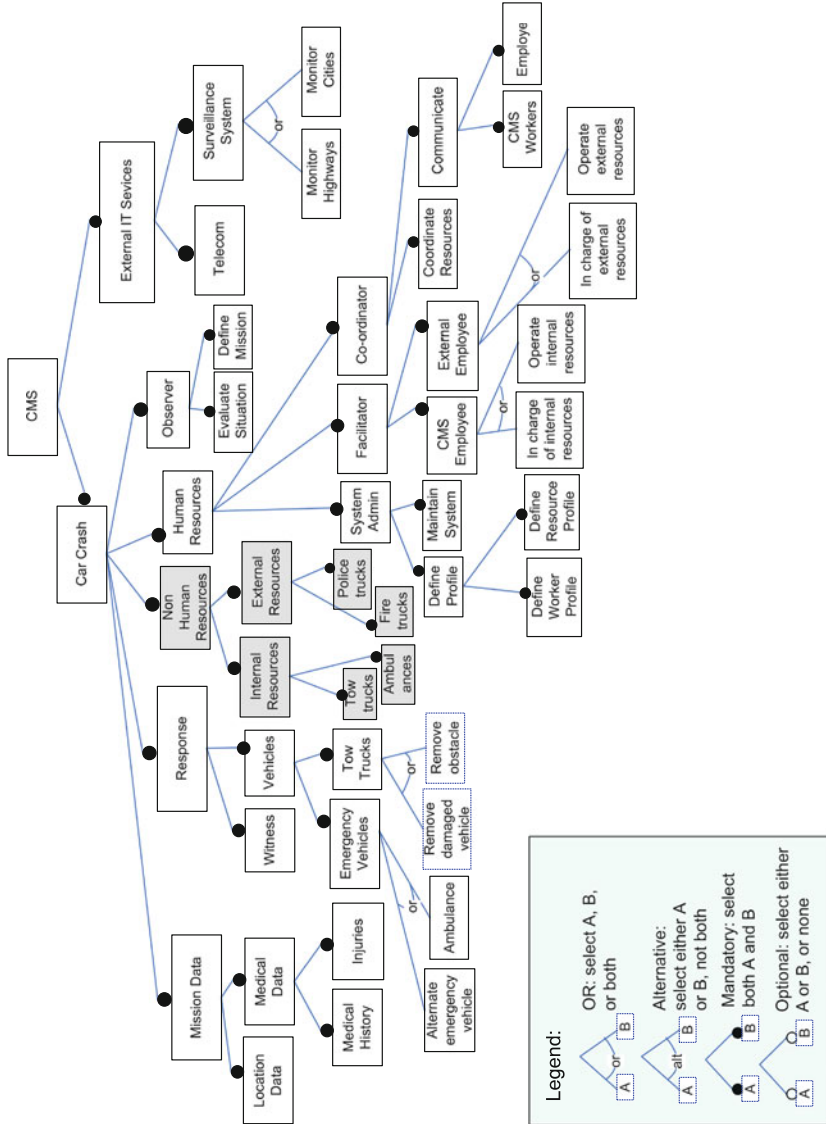 CMS
Car Crash
External IT Sevices
Mission Data
Response
Non
Human
Resources
Human
Resources
Observer
Telecom
Surveillance
System
Location
Data
Medical
Data
Witness
Vehicles
Internal
Resources
External
Resources
Evaluate
Situation
Define
Mission
or
Monitor
Highways
Monitor
Cities
Medical
History
Injuries
Emergency
Vehicles
Tow
Trucks
Tow
trucks
Ambul
ances
Fire
trucks
Police
trucks
System
Admin
Facilitator
Co-ordinator
or
Alternate
emergency
vehicle
Ambulance
or
Remove
damaged
vehicle
Remove
obstacle
Define
Profile
Maintain
System
CMS
Employee
External
Employee
Coordinate
Resources
Communicate
Define
Worker
Profile
Define
Resource
Profile
or
In charge
of internal
resources
Operate
internal
resources
or
In charge of
external
resources
Operate
external
resources
CMS
Workers
Employe
Legend:
A
or
B
OR: select A, B,
or both
A
alt
B
Alternative:
select either A
or B, not both
A
B
Mandatory: select
both A and B
A
B
Optional: select either
A or B, or none